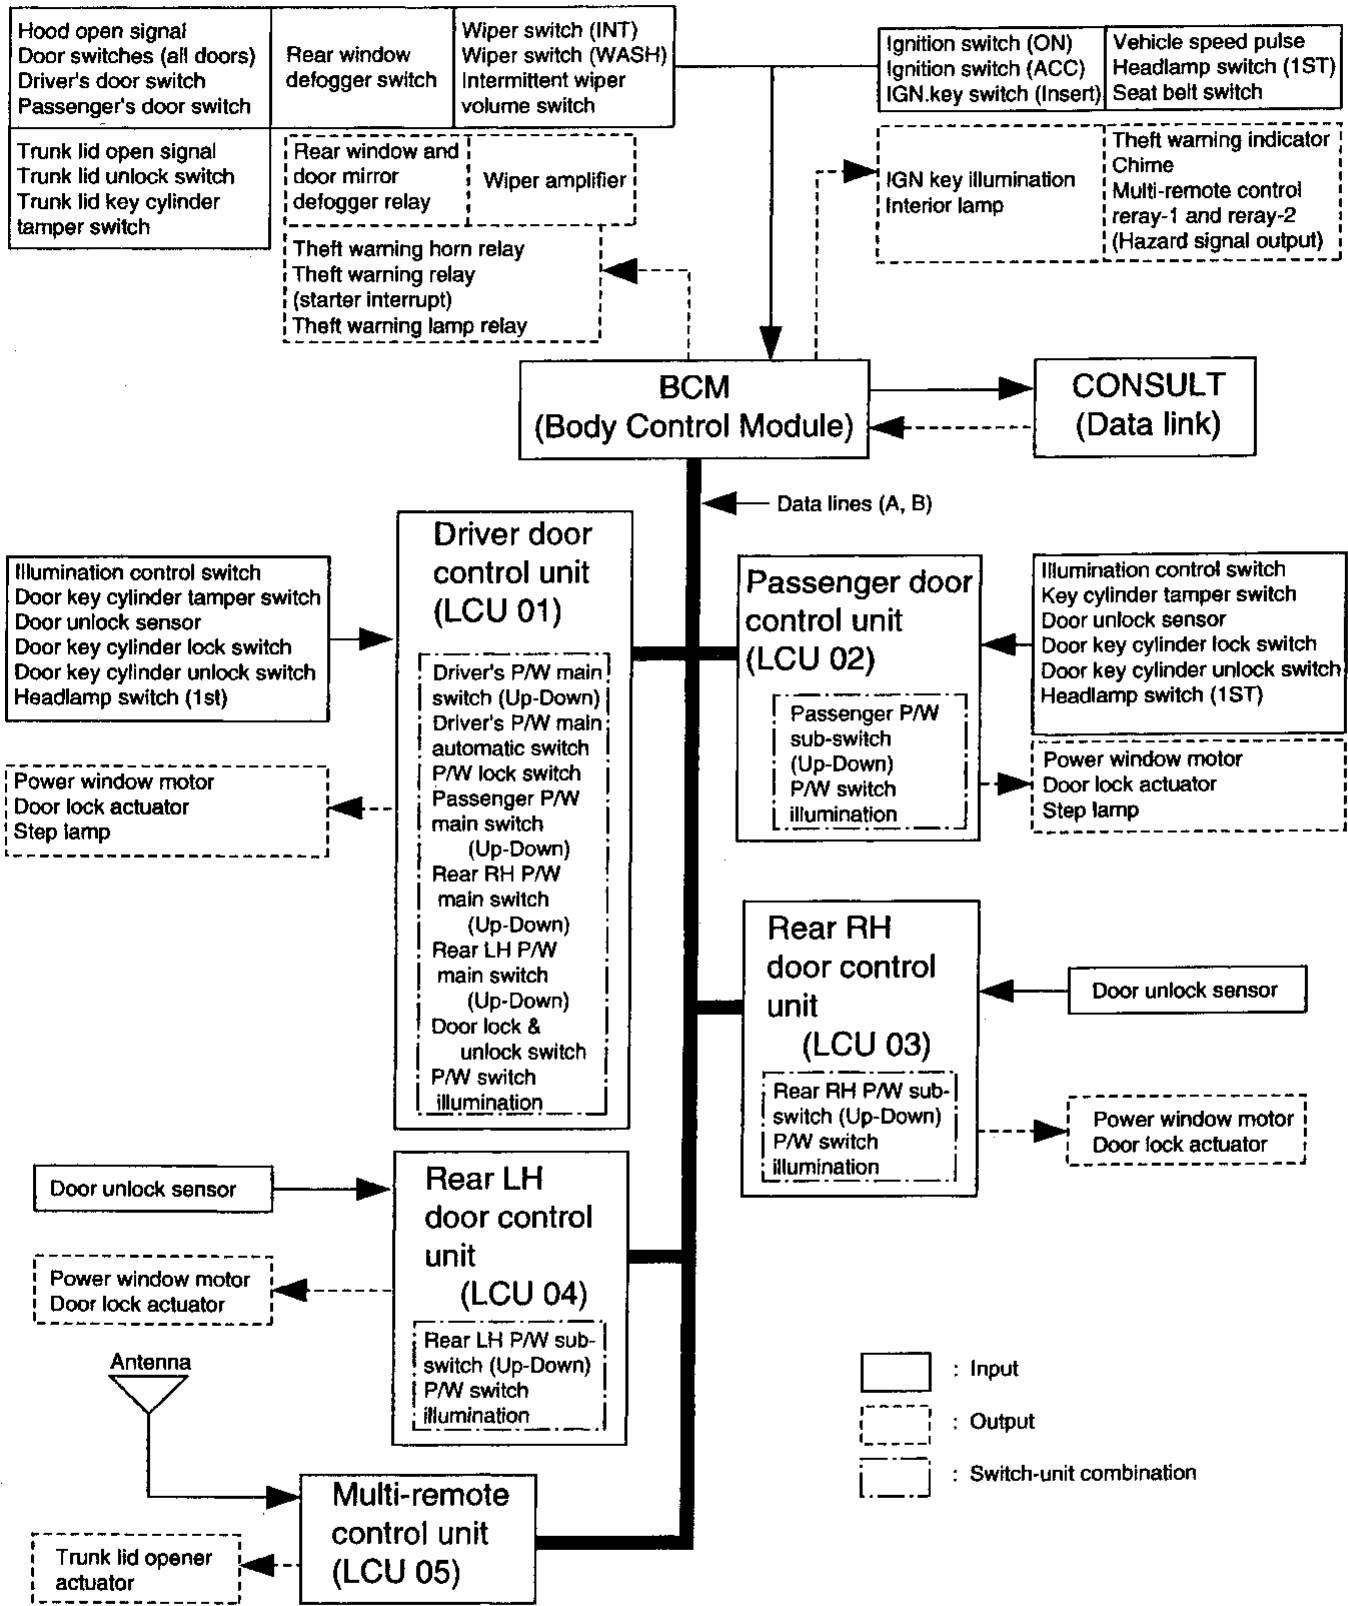 Hood open signal
Door switches (all doors)
Driver's door switch
Passenger's door switch
Rear window
defogger switch
Wiper switch (INT)
Wiper switch (WASH)
Intermittent wiper
volume switch
Ignition switch (ON)
Ignition switch (ACC)
IGN.key switch (Insert)
Vehicle speed pulse
Headlamp switch (1ST)
Seat belt switch
Trunk lid open signal
Trunk lid unlock switch
Trunk lid key cylinder
tamper switch
Rear window and
door mirror
defogger relay
Wiper amplifier
Theft warning horn relay
Theft warning relay
(starter interrupt)
Theft warning lamp relay
IGN key illumination
Interior lamp
Theft warning indicator
Chime
Multi-remote control
reray-1 and reray-2
(Hazard signal output)
BCM
(Body Control Module)
CONSULT
(Data link)
Data lines (A, B)
Illumination control switch
Door key cylinder tamper switch
Door unlock sensor
Door key cylinder lock switch
Door key cylinder unlock switch
Headlamp switch (1st)
Power window motor
Door lock actuator
Step lamp
Driver door
control unit
(LCU 01)
Driver's P/W main
switch (Up-Down)
Driver's P/W main
automatic switch
P/W lock switch
Passenger P/W
main switch
(Up-Down)
Rear RH P/W
main switch
(Up-Down)
Rear LH P/W
main switch
(Up-Down)
Door lock &
unlock switch
P/W switch
illumination
Passenger door
control unit
(LCU 02)
Passenger P/W
sub-switch
(Up-Down)
P/W switch
illumination
Illumination control switch
Key cylinder tamper switch
Door unlock sensor
Door key cylinder lock switch
Door key cylinder unlock switch
Headlamp switch (1ST)
Power window motor
Door lock actuator
Step lamp
Rear RH
door control
unit
(LCU 03)
Rear RH P/W sub-
switch (Up-Down)
P/W switch
illumination
Door unlock sensor
Power window motor
Door lock actuator
Door unlock sensor
Power window motor
Door lock actuator
Rear LH
door control
unit
(LCU 04)
Rear LH P/W sub-
switch (Up-Down)
P/W switch
illumination
Antenna
Multi-remote
control unit
(LCU 05)
Trunk lid opener
actuator
: Input
: Output
: Switch-unit combination